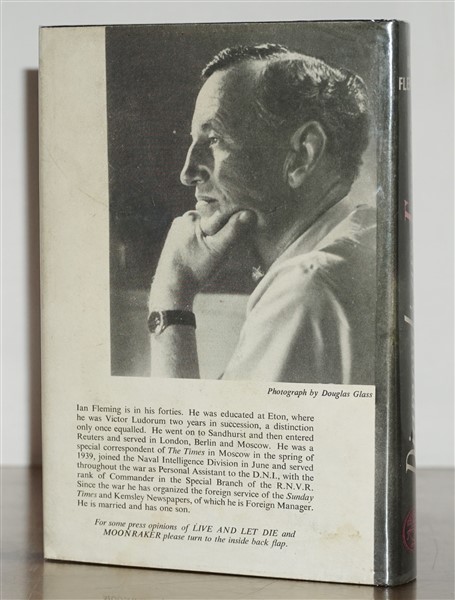 Photograph by Douglas Glass
Ian Fleming is in his forties. He was educated at Eton, where
he was Victor Ludorum two years in succession, a distinction
only once equalled. He went on to Sandhurst and then entered
Reuters and served in London, Berlin and Moscow. He was a
special correspondent of The Times in Moscow in the spring of
1939, joined the Naval Intelligence Division in June and served
throughout the war as Personal Assistant to the D.N.I., with the
rank of Commander in the Special Branch of the R.N.V.R.
Since the war he has organized the foreign service of the Sunday
Times and Kemsley Newspapers, of which he is Foreign Manager.
He is married and has one son.
For some press opinions of LIVE AND LET DIE and
MOONRAKER please turn to the inside back flap.